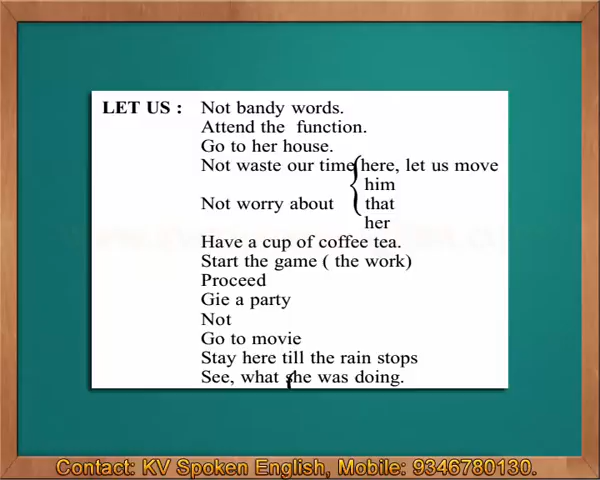 LET US : Not bandy words.
Attend the function.
Go to her house.
Not waste our time here, let us move
him
Not worry about that
her
Have a cup of coffee tea.
Start the game ( the work)
Proceed
Gie a party
Not
Go to movie
Stay here till the rain stops
See, what she was doing.
Contact: KV Spoken English, Mobile: 9346780130.